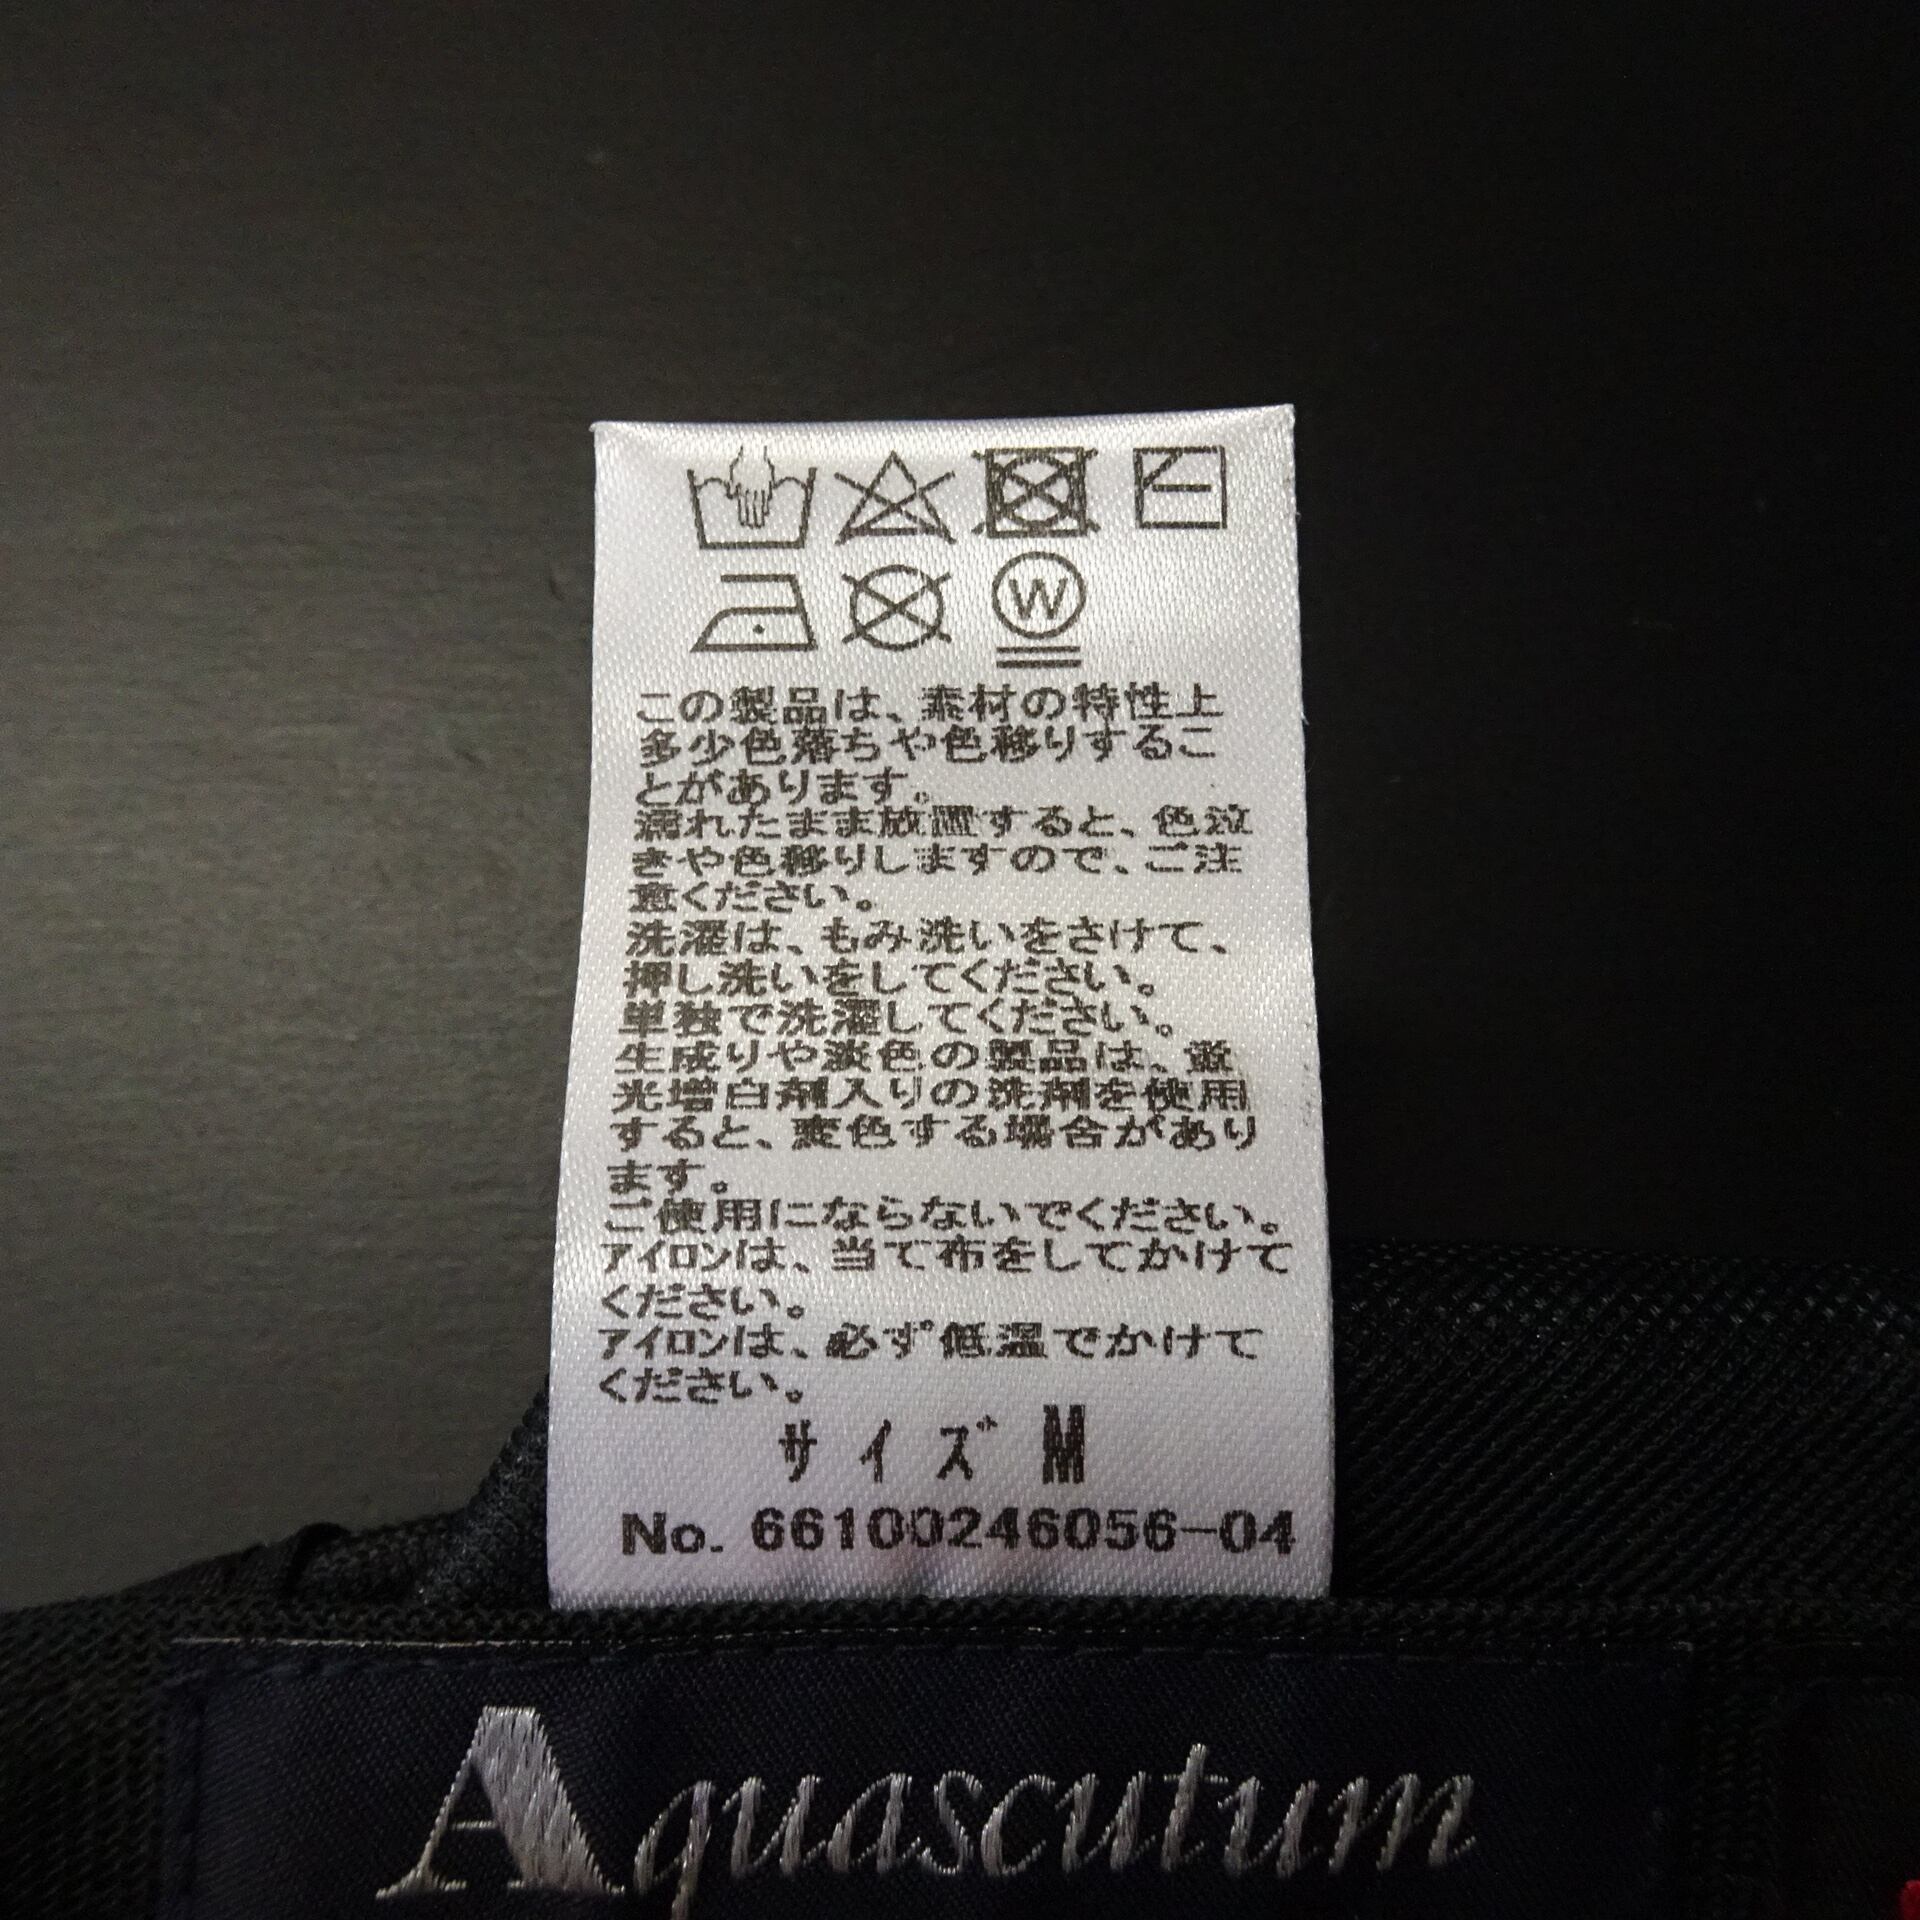 W
この製品は、素材の特性上
多少色落ちや色移りするこ
とがあります。
濡れたまま放置すると、色泣
きや色移りしますので、ご注
意ください。
洗濯は、もみ洗いをさけて、
押し洗いをしてください。
単独で洗濯してください。
生成りや淡色の製品は、蛍
光増白剤入りの洗剤を使用
すると、変色する場合があり
ます。
ご使用にならないでください。
アイロンは、当て布をしてかけて
ください。
アイロンは、必ず低温でかけて
ください。
サイズ M
No. 66100246056-04
Aquascutum